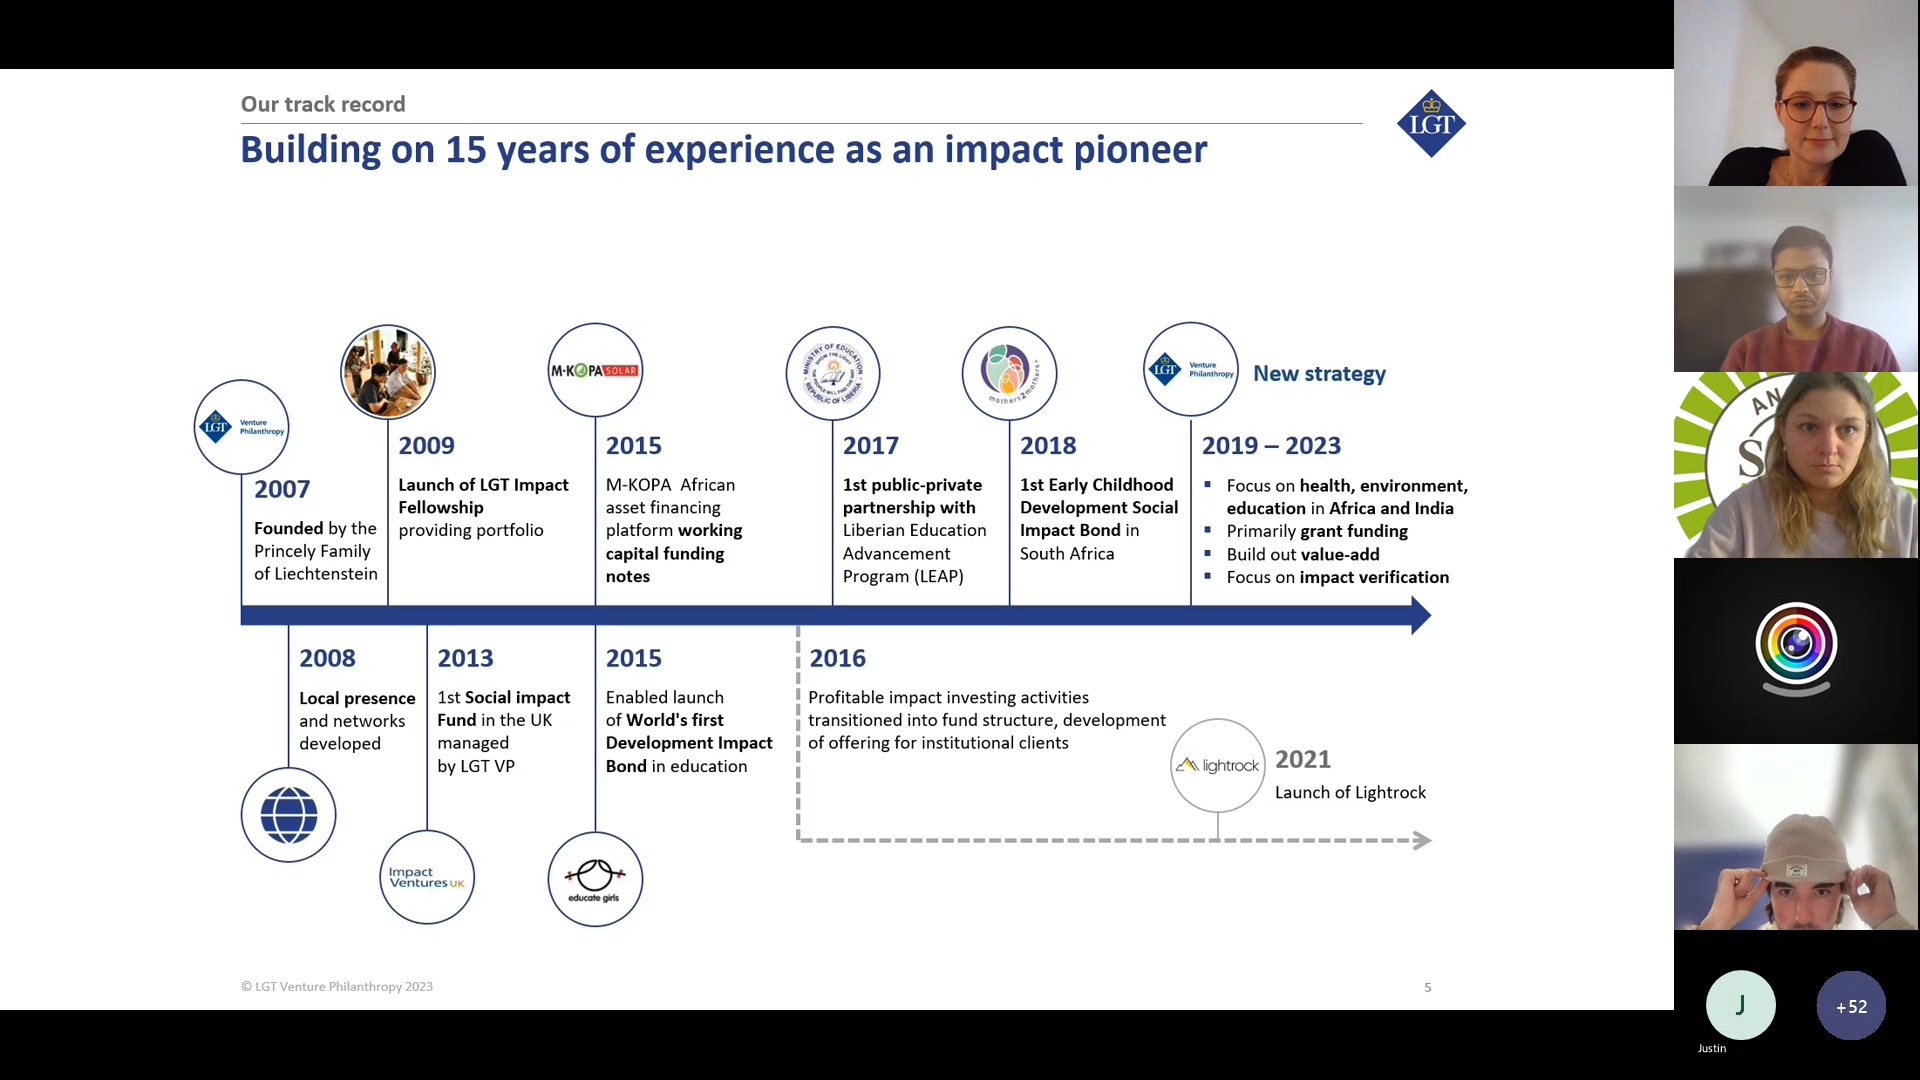 Our track record
LGT
Building on 15 years of experience as an impact pioneer
LGT Venture Philanthropy
2007
Founded by the
Princely Family
of Liechtenstein
2009
Launch of LGT Impact
Fellowship
providing portfolio
M-KOPA SOLAR
2015
M-KOPA  African
asset financing
platform working
capital funding
notes
MINISTRY OF EDUCATION
REPUBLIC OF LIBERIA
2017
1st public-private
partnership with
Liberian Education
Advancement
Program (LEAP)
mothers2mothers
2018
1st Early Childhood
Development Social
Impact Bond in
South Africa
LGT Venture Philanthropy
New strategy
2019 – 2023
▪ Focus on health, environment,
education in Africa and India
▪ Primarily grant funding
▪ Build out value-add
▪ Focus on impact verification
2008
Local presence
and networks
developed
2013
1st Social impact
Fund in the UK
managed
by LGT VP
Impact
Ventures UK
2015
Enabled launch
of World's first
Development Impact
Bond in education
educate girls
2016
Profitable impact investing activities
transitioned into fund structure, development
of offering for institutional clients
lightrock
2021
Launch of Lightrock
© LGT Venture Philanthropy 2023
5
AN
S
J
Justin
+52